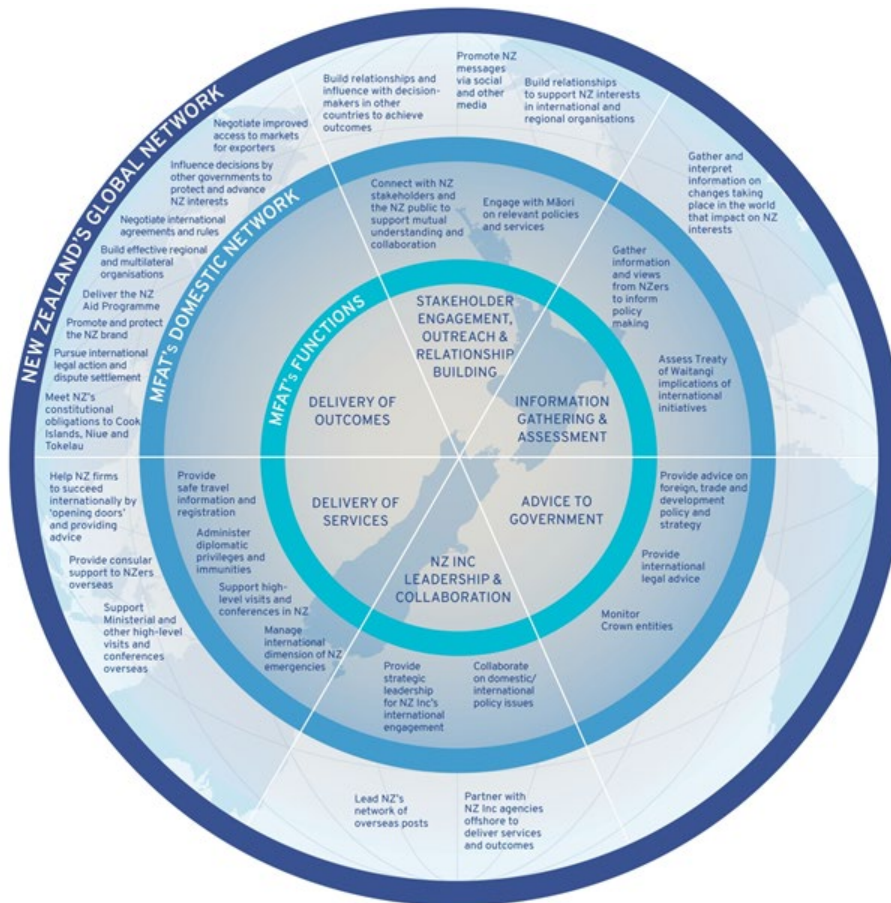 NEW ZEALAND'S GLOBAL NETWORK
MFAT's DOMESTIC NETWORK
MFAT's FUNCTIONS
Build relationships and
influence with decision-
makers in other
countries to achieve
outcomes
Promote NZ
messages
via social
and other
media
Build relationships
to support NZ interests
in international and
regional organisations
Negotiate improved
access to markets
for exporters
Influence decisions by
other governments to
protect and advance
NZ interests
Negotiate international
agreements and rules
Build effective regional
and multilateral
organisations
Deliver the NZ
Aid Programme
Promote and protect
the NZ brand
Pursue international
legal action and
dispute settlement
Meet NZ's
constitutional
obligations to Cook
Islands, Niue and
Tokelau
Gather and
interpret
information on
changes taking
place in the world
that impact on NZ
interests
Connect with NZ
stakeholders and
the NZ public to
support mutual
understanding and
collaboration
Engage with Māori
on relevant policies
and services
Gather
information
and views
from NZers
to inform
policy
making
Assess Treaty
of Waitangi
implications of
international
initiatives
STAKEHOLDER
ENGAGEMENT,
OUTREACH &
RELATIONSHIP
BUILDING
DELIVERY OF
OUTCOMES
INFORMATION
GATHERING &
ASSESSMENT
DELIVERY OF
SERVICES
ADVICE TO
GOVERNMENT
NZ INC
LEADERSHIP &
COLLABORATION
Help NZ firms
to succeed
internationally by
'opening doors'
and providing
advice
Provide consular
support to NZers
overseas
Support
Ministerial and
other high-level
visits and
conferences
overseas
Provide
safe travel
information and
registration
Administer
diplomatic
privileges and
immunities
Support high-
level visits and
conferences in NZ
Manage
international
dimension of NZ
emergencies
Provide
strategic
leadership
for NZ Inc's
international
engagement
Collaborate
on domestic/
international
policy issues
Provide advice on
foreign, trade and
development
policy and
strategy
Provide
international
legal advice
Monitor
Crown entities
Lead NZ's
network of
overseas posts
Partner with
NZ Inc agencies
offshore to
deliver services
and outcomes